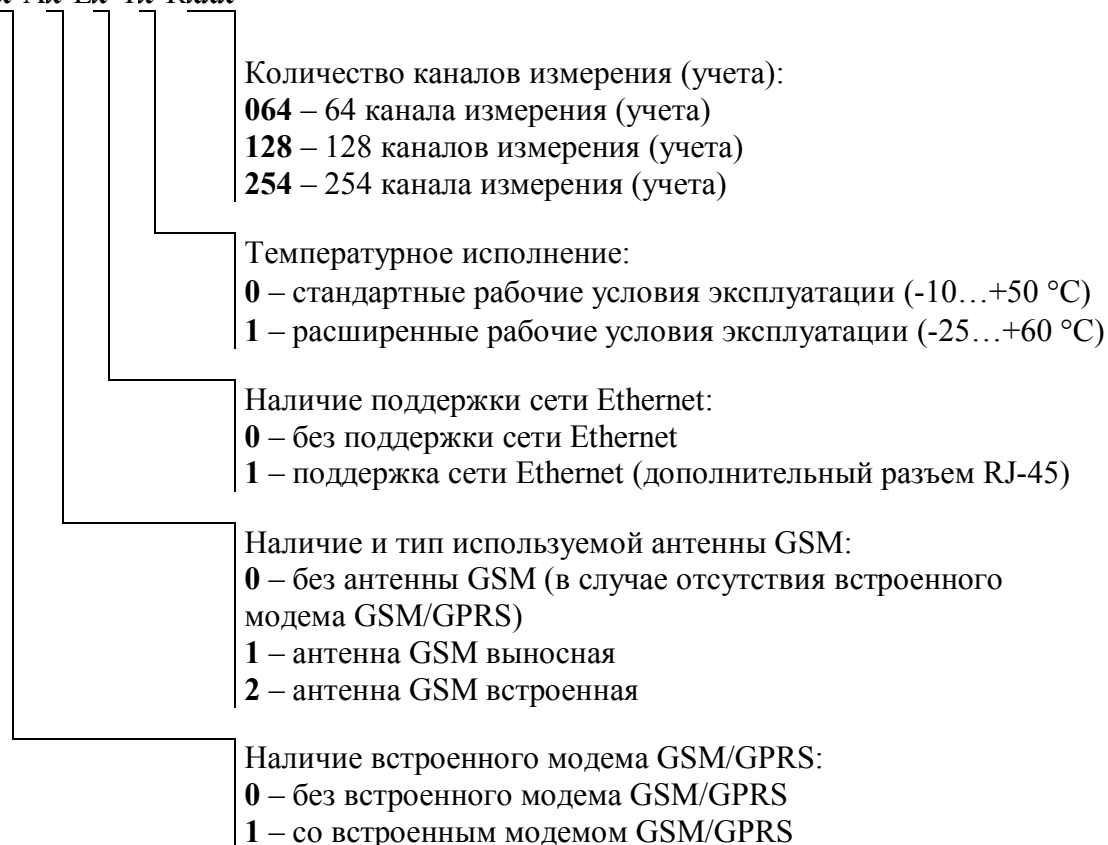 Количество каналов измерения (учета):
064 – 64 канала измерения (учета)
128 – 128 каналов измерения (учета)
254 – 254 канала измерения (учета)
Температурное исполнение:
0 – стандартные рабочие условия эксплуатации (-10…+50 °С)
1 – расширенные рабочие условия эксплуатации (-25…+60 °С)
Наличие поддержки сети Ethernet:
0 – без поддержки сети Ethernet
1 – поддержка сети Ethernet (дополнительный разъем RJ-45)
Наличие и тип используемой антенны GSM:
0 – без антенны GSM (в случае отсутствия встроенного
модема GSM/GPRS)
1 – антенна GSM выносная
2 – антенна GSM встроенная
Наличие встроенного модема GSM/GPRS:
0 – без встроенного модема GSM/GPRS
1 – со встроенным модемом GSM/GPRS